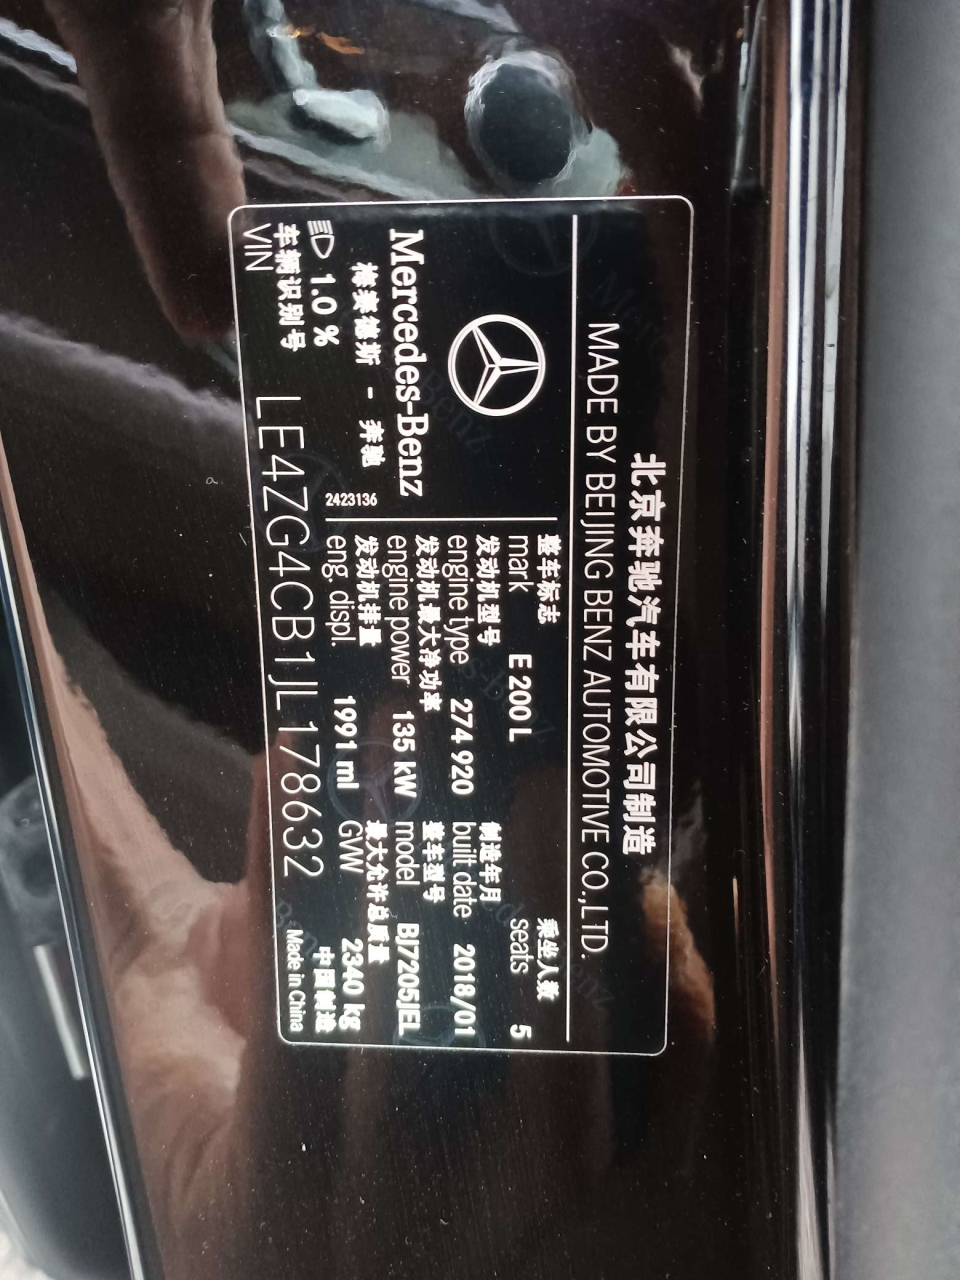 北京奔驰汽车有限公司制造
MADE BY BEIJING BENZ AUTOMOTIVE CO.,LTD.
Mercedes-Benz
梅赛德斯 - 奔驰
1.0 %
2423136
整车标志
mark E 200 L
乘坐人数
seats 5
发动机型号
engine type 274 920
制造年月
built date 2018/01
发动机最大净功率
engine power 135 kW
整车型号
model BJ7205JEL
发动机排量
eng. displ. 1991 ml
最大允许总质量
GVW 2340 kg
车辆识别号
VIN LE4ZG4CB1JL178632
中国制造
Made in China